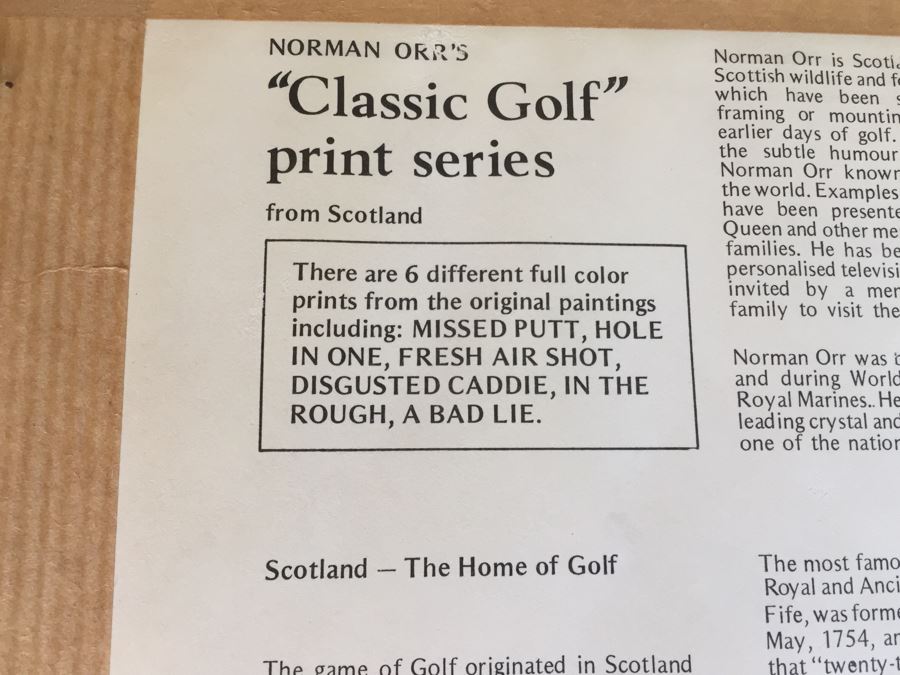 NORMAN ORR'S
"Classic Golf"
print series
from Scotland
There are 6 different full color
prints from the original paintings
including: MISSED PUTT, HOLE
IN ONE, FRESH AIR SHOT,
DISGUSTED CADDIE, IN THE
ROUGH, A BAD LIE.
Scotland — The Home of Golf
The game of Golf originated in Scotland
Norman Orr is
Scottish wildlife and
which have been
framing or
earlier days of golf.
the subtle humour
Norman Orr known
the world. Examples
have been
Queen and other
families. He has
personalised
invited by a
family to visit the
Norman Orr was
and during World
Royal Marines. He
leading crystal and
one of the
The most
Royal and
Fife, was
May, 1754,
that "twenty-